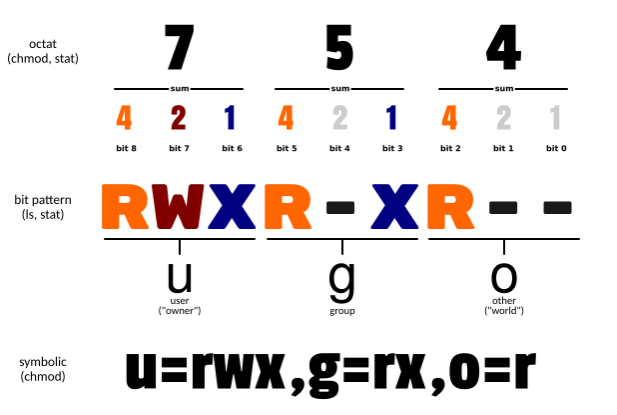 octat
(chmod, stat)
7 5 4
sum sum sum
4 2 1 4 2 1 4 2 1
bit 8 bit 7 bit 6 bit 5 bit 4 bit 3 bit 2 bit 1 bit 0
bit pattern
(ls, stat)
RWXR-XR--
u g o
user group other
("owner") ("world")
symbolic
(chmod)
u=rwx,g=rx,o=r